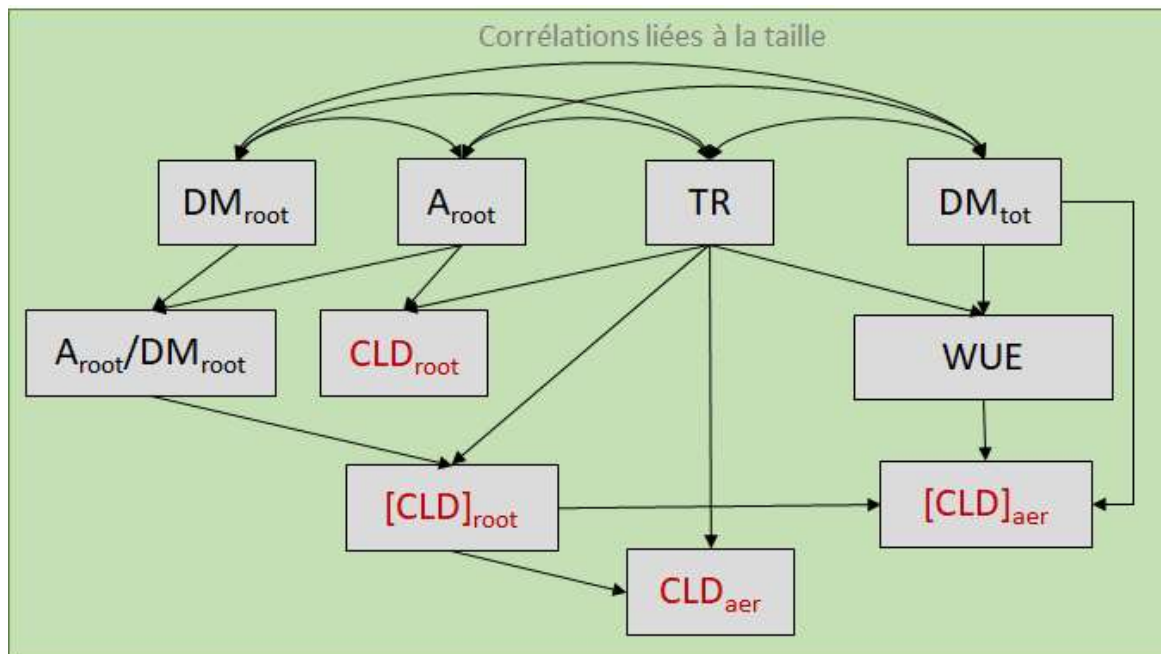 Corrélations liées à la taille
DMroot
Aroot
TR
DMtot
Aroot/DMroot
CLDroot
WUE
[CLD]root
[CLD]aer
CLDaer